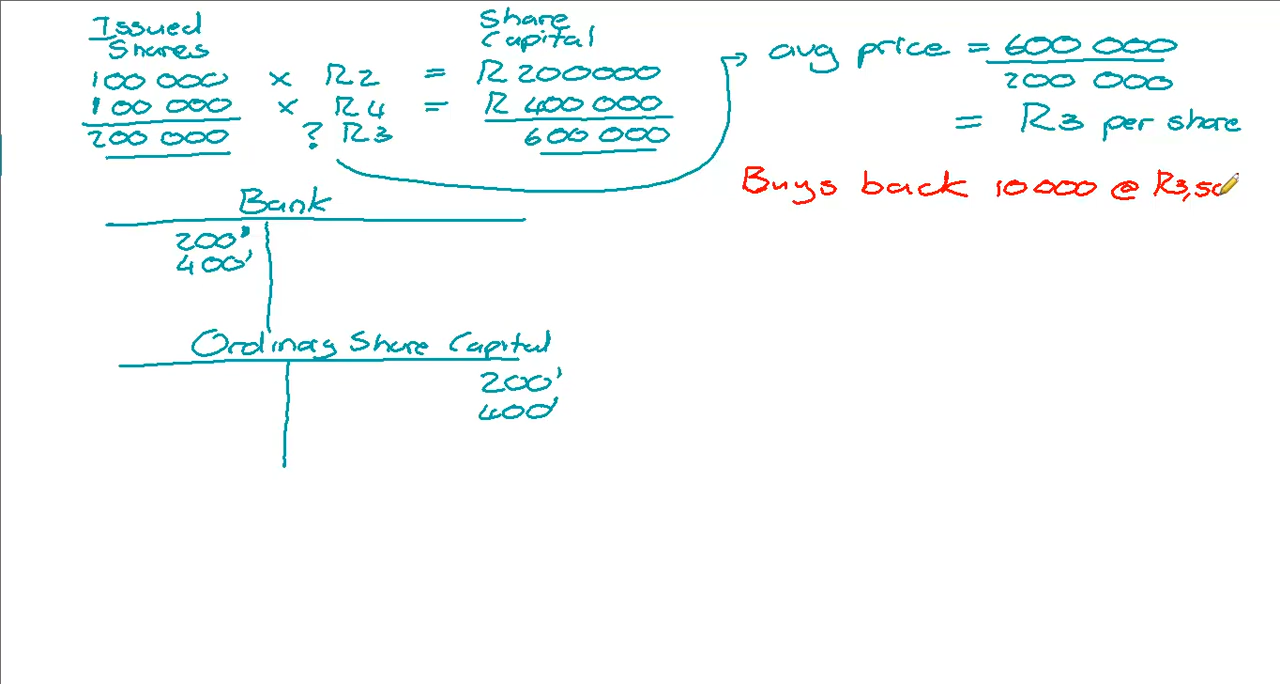 Issued Shares
Share Capital
100 000 x R2 = R 200000
100 000 x R4 = R 400 000
200 000 ? R3 600 000
avg price = 600 000
200 000
= R3 per share
Buys back 10 000 @ R3,50
Bank
200'
400'
Ordinary Share Capital
200'
400'